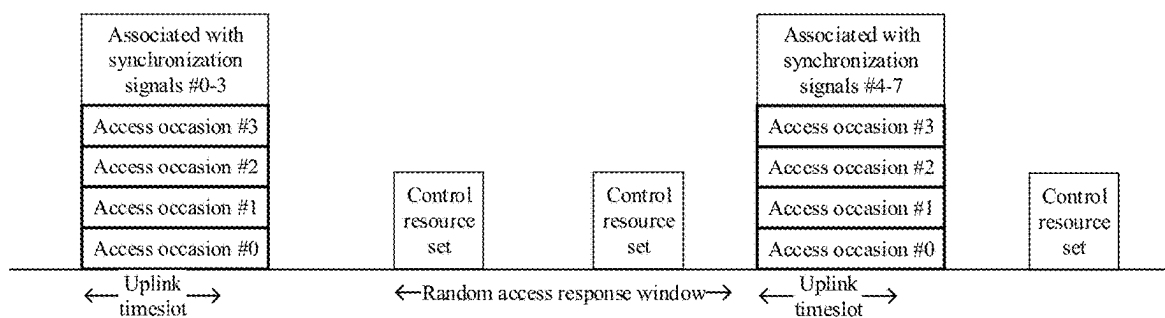 Associated with
synchronization
signals #0-3
Access occasion #3
Access occasion #2
Access occasion #1
Access occasion #0
Uplink
timeslot
Control
resource
set
Control
resource
set
Random access response window
Associated with
synchronization
signals #4-7
Access occasion #3
Access occasion #2
Access occasion #1
Access occasion #0
Uplink
timeslot
Control
resource
set